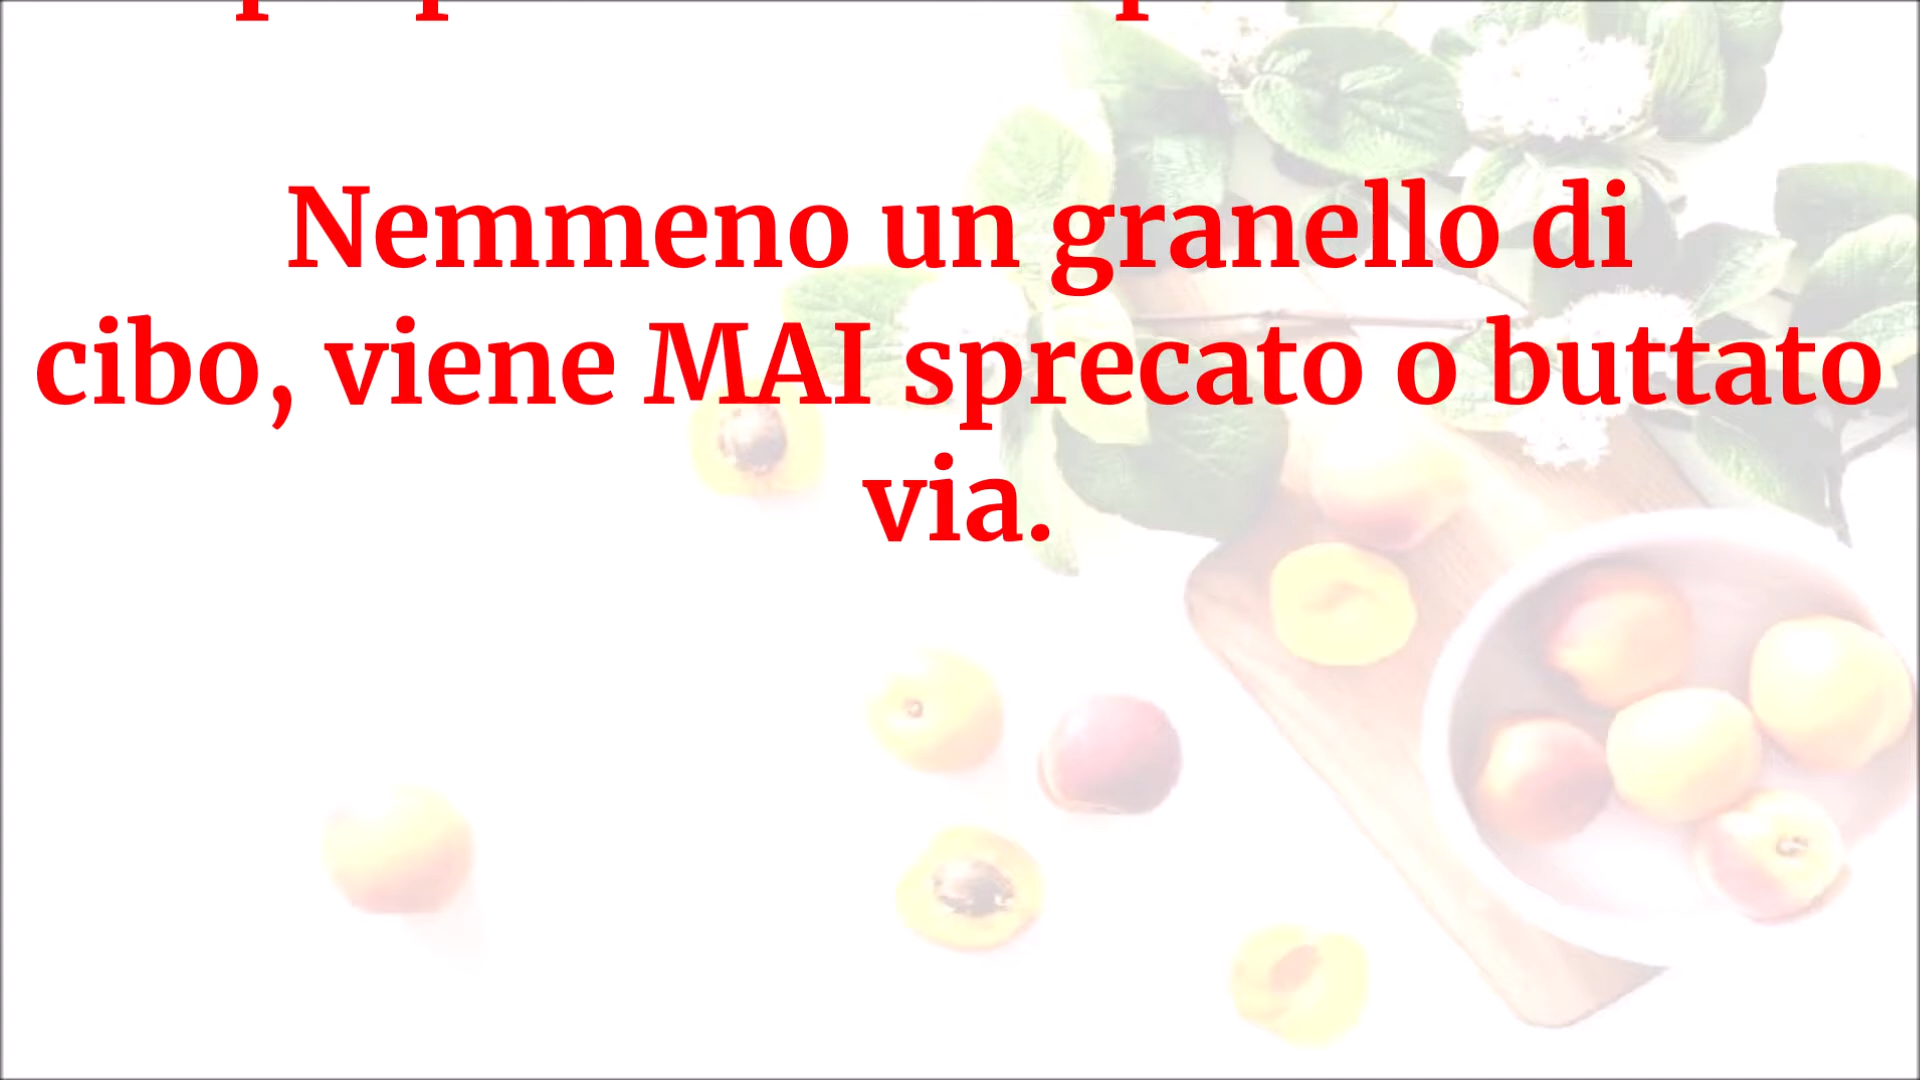 Nemmeno un granello di
cibo, viene MAI sprecato o buttato
via.